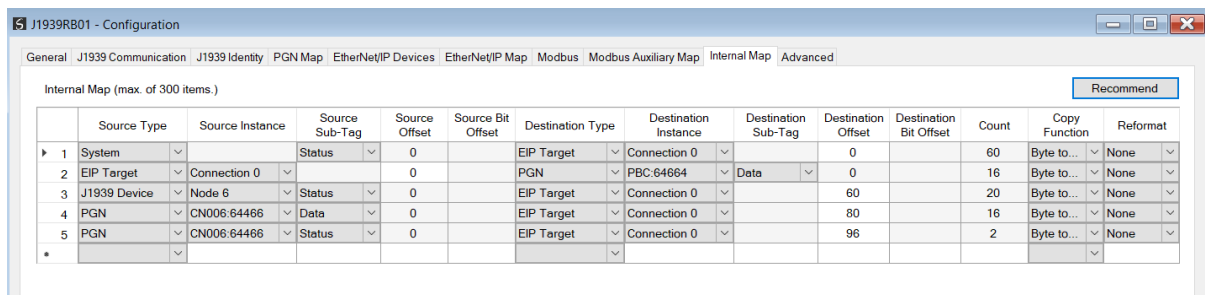 J1939RB01 - Configuration
General J1939 Communication J1939 Identity PGN Map EtherNet/IP Devices EtherNet/IP Map Modbus Modbus Auxiliary Map Internal Map Advanced
Internal Map (max. of 300 items.) Recommend
Source Type Source Instance Source Sub-Tag Source Offset Source Bit Offset Destination Type Destination Instance Destination Sub-Tag Destination Offset Destination Bit Offset Count Copy Function Reformat
1 System Status 0 EIP Target Connection 0 0 60 Byte to... None
2 EIP Target Connection 0 0 PGN PBC:64664 Data 0 16 Byte to... None
3 J1939 Device Node 6 Status 0 EIP Target Connection 0 60 20 Byte to... None
4 PGN CN006:64466 Data 0 EIP Target Connection 0 80 16 Byte to... None
5 PGN CN006:64466 Status 0 EIP Target Connection 0 96 2 Byte to... None